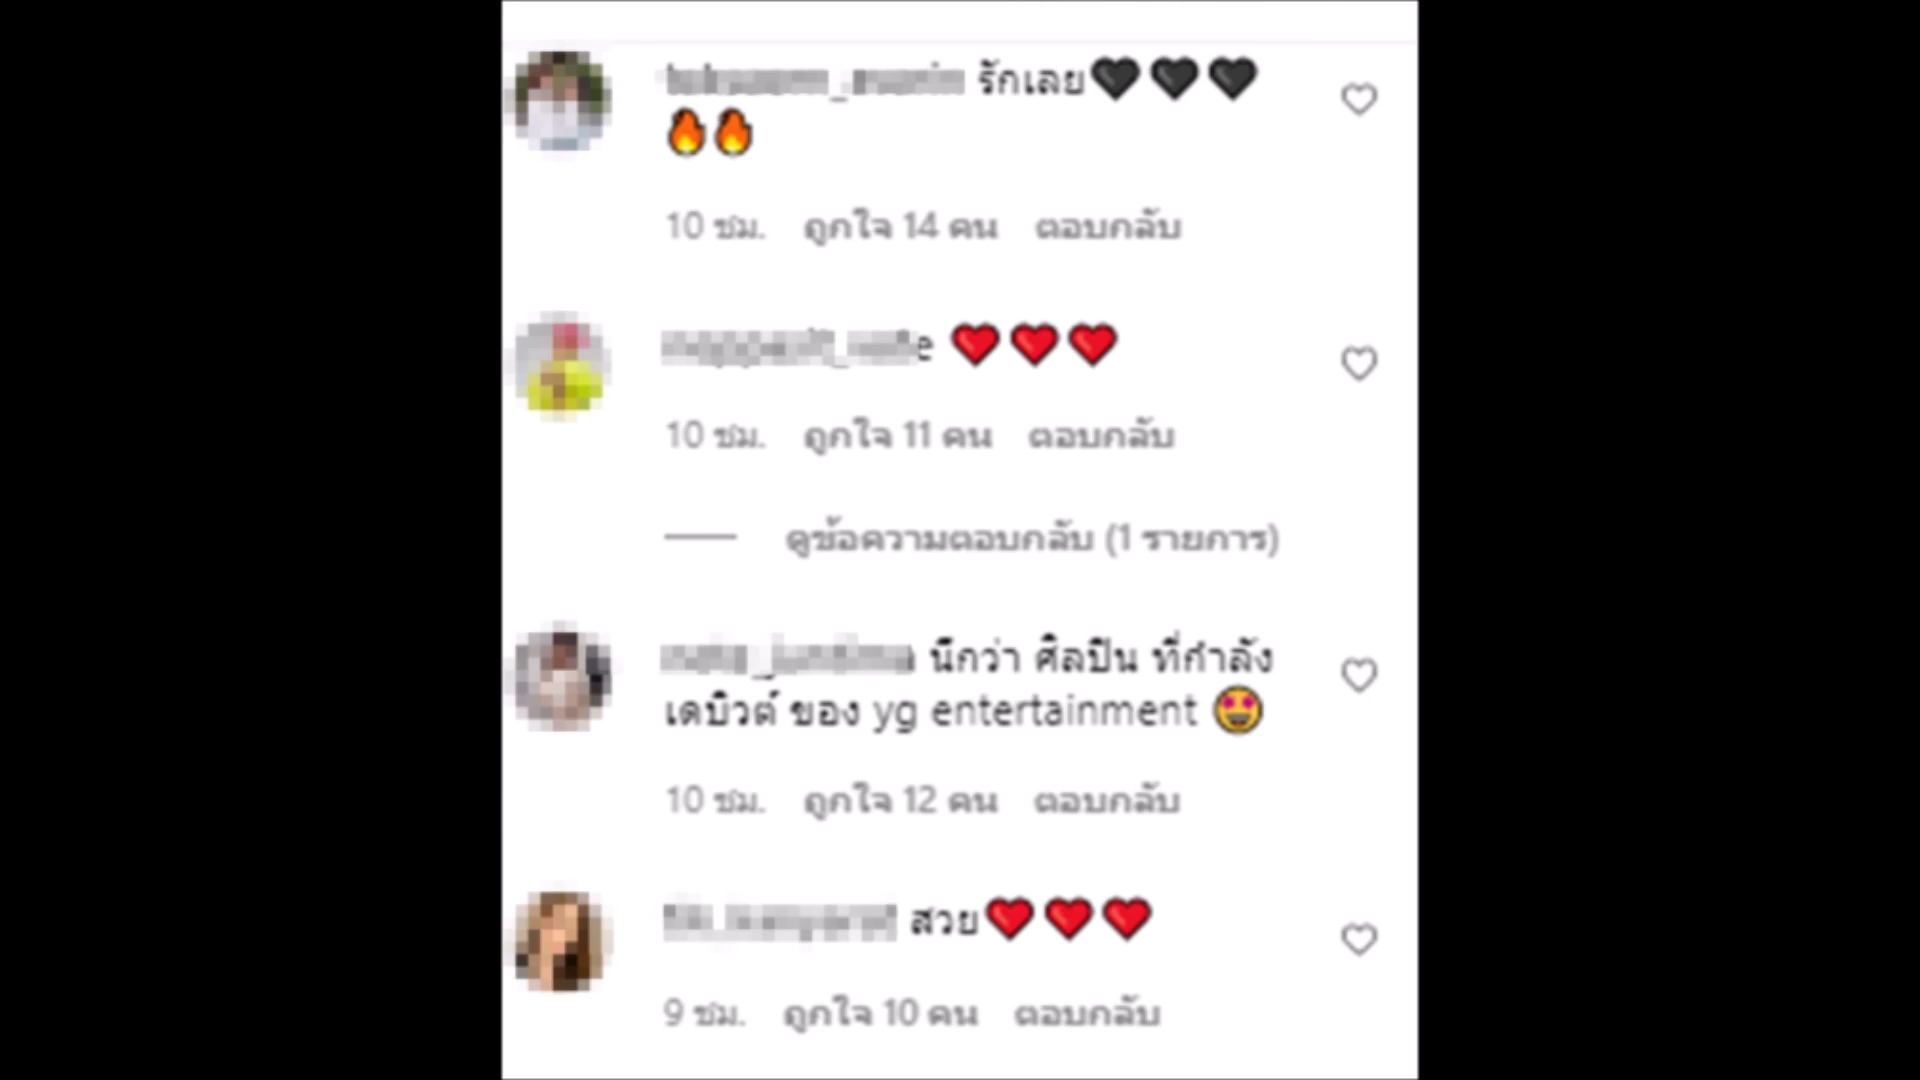 รักเลย🖤🖤🖤
🔥🔥
10 ชม. ถูกใจ 14 คน ตอบกลับ
❤️❤️❤️
10 ชม. ถูกใจ 11 คน ตอบกลับ
ดูข้อความตอบกลับ (1 รายการ)
นึกว่า ศิลปิน ที่กำลัง
เดบิวต์ ของ yg entertainment 🤩
10 ชม. ถูกใจ 12 คน ตอบกลับ
สวย❤️❤️❤️
9 ชม. ถูกใจ 10 คน ตอบกลับ